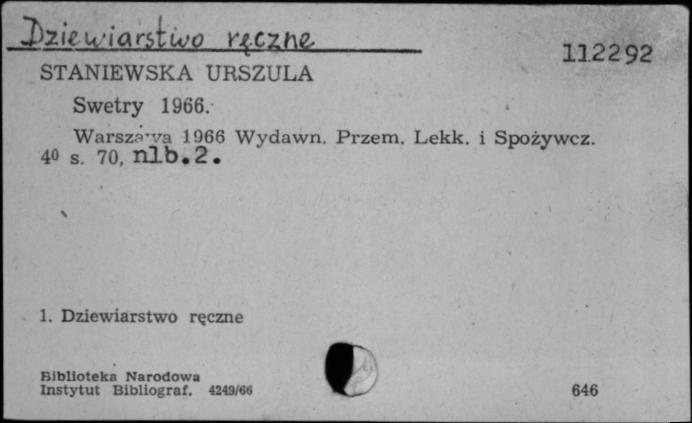 Dziewiarstwo ręczne
112292
STANIEWSKA URSZULA
Swetry 1966.
Warszawa 1966 Wydawn. Przem. Lekk. i Spożywcz.
4⁰ s. 70, nlb.2.
1. Dziewiarstwo ręczne
Biblioteka Narodowa
Instytut Bibliograf. 4249/66
646